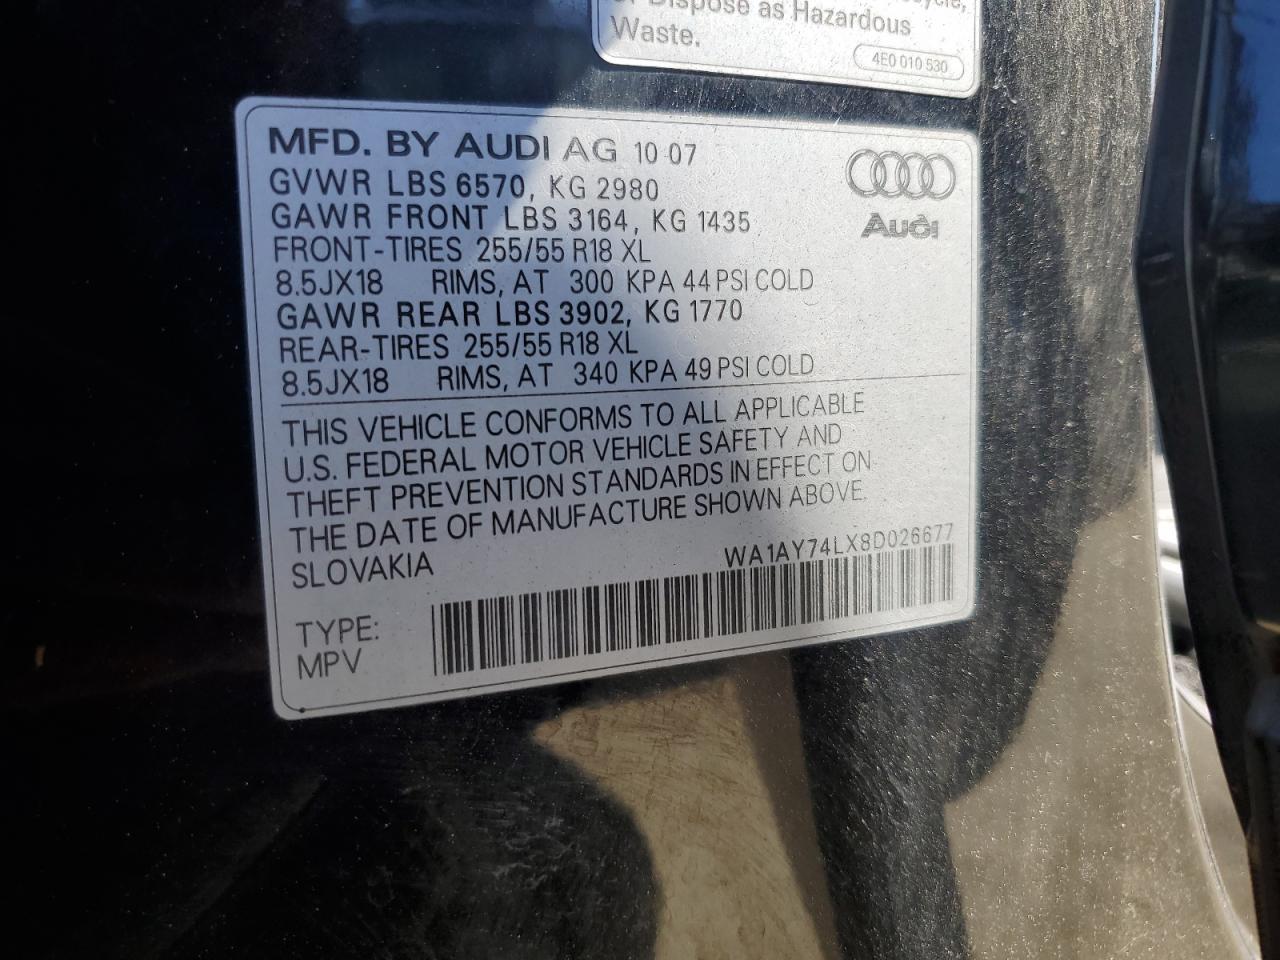 Dispose as Hazardous
Waste.
4E0 010 530
MFD. BY AUDI AG 10 07
GVWR LBS 6570, KG 2980
GAWR FRONT LBS 3164, KG 1435
FRONT-TIRES 255/55 R18 XL
8.5JX18 RIMS, AT 300 KPA 44 PSI COLD
GAWR REAR LBS 3902, KG 1770
REAR-TIRES 255/55 R18 XL
8.5JX18 RIMS, AT 340 KPA 49 PSI COLD
Audi
THIS VEHICLE CONFORMS TO ALL APPLICABLE
U.S. FEDERAL MOTOR VEHICLE SAFETY AND
THEFT PREVENTION STANDARDS IN EFFECT ON
THE DATE OF MANUFACTURE SHOWN ABOVE.
SLOVAKIA
WA1AY74LX8D026677
TYPE:
MPV